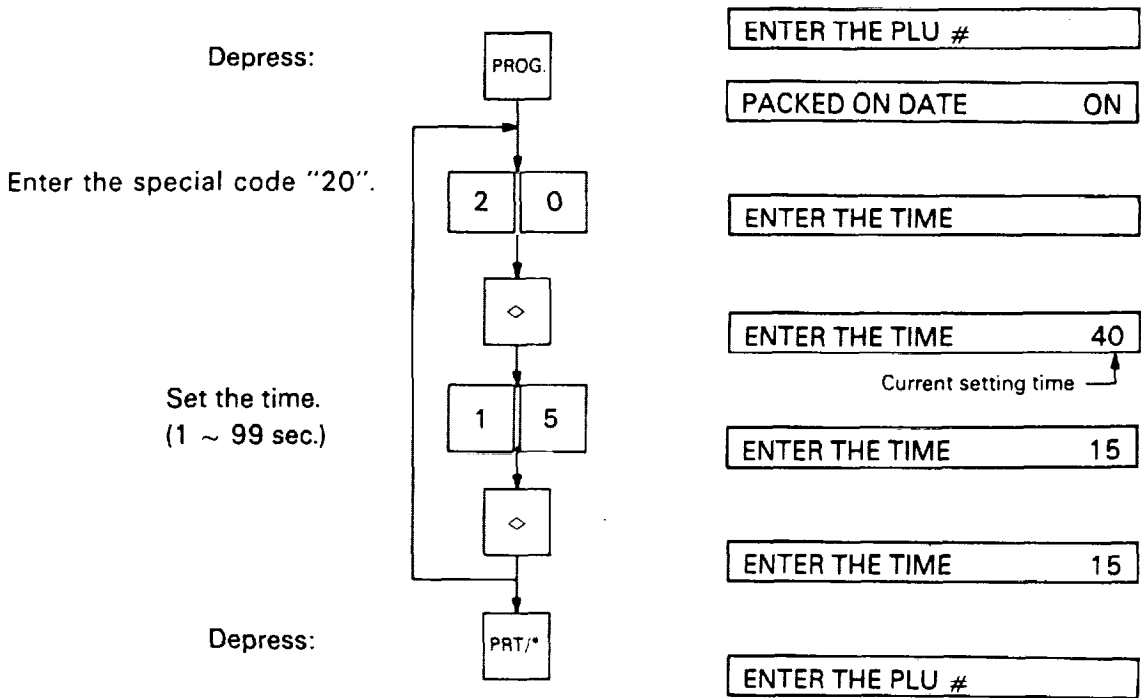 ENTER THE PLU #
Depress:
PROG.
PACKED ON DATE ON
Enter the special code "20".
2 0
ENTER THE TIME
◇
ENTER THE TIME 40
Current setting time
Set the time.
(1 ~ 99 sec.)
1 5
ENTER THE TIME 15
◇
ENTER THE TIME 15
Depress:
PRT/*
ENTER THE PLU #